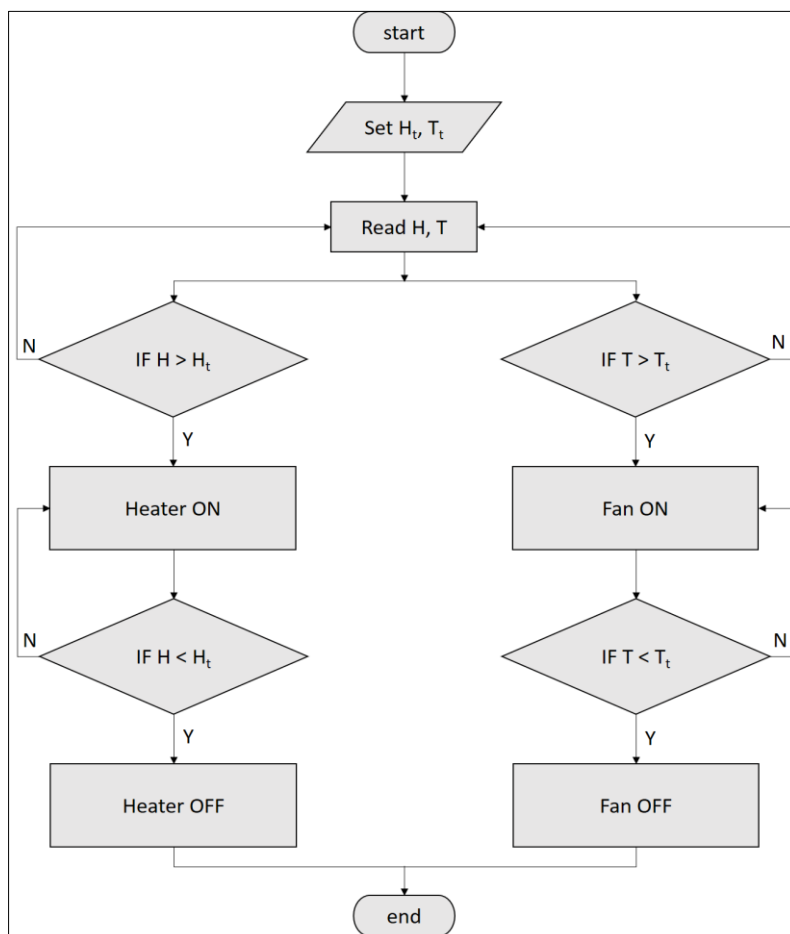 start
Set Hₜ, Tₜ
Read H, T
N
IF H > Hₜ
IF T > Tₜ
N
Y
Y
Heater ON
Fan ON
N
IF H < Hₜ
IF T < Tₜ
N
Y
Y
Heater OFF
Fan OFF
end